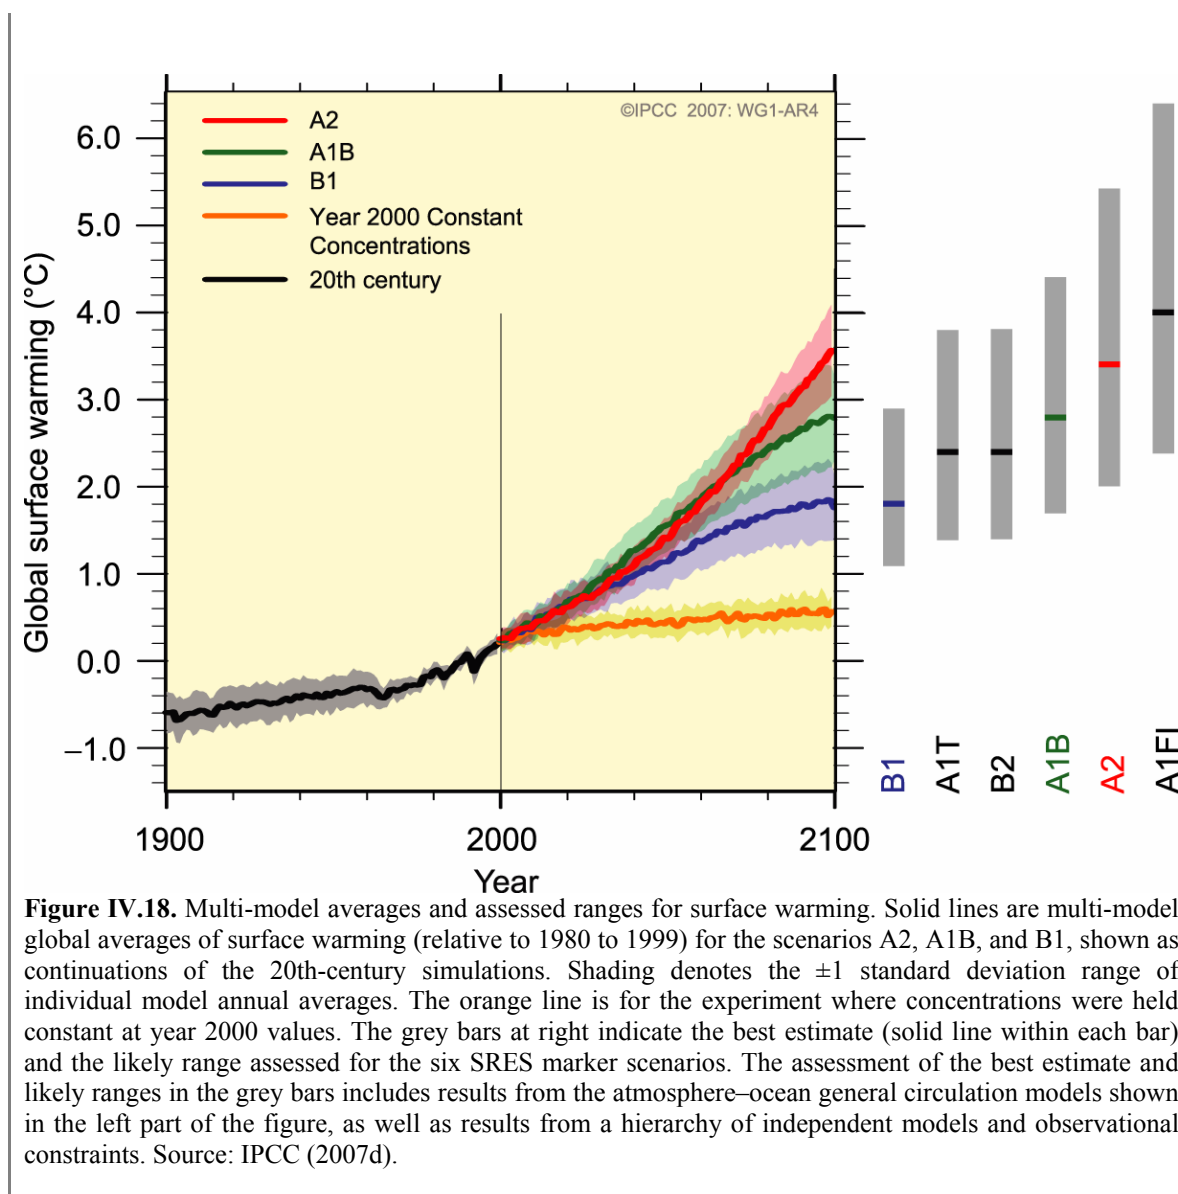 ©IPCC 2007: WG1-AR4
A2
A1B
B1
Year 2000 Constant
Concentrations
20th century
Global surface warming (°C)
6.0
5.0
4.0
3.0
2.0
1.0
0.0
–1.0
1900
2000
2100
Year
B1
A1T
B2
A1B
A2
A1FI
Figure IV.18. Multi-model averages and assessed ranges for surface warming. Solid lines are multi-model
global averages of surface warming (relative to 1980 to 1999) for the scenarios A2, A1B, and B1, shown as
continuations of the 20th-century simulations. Shading denotes the ±1 standard deviation range of
individual model annual averages. The orange line is for the experiment where concentrations were held
constant at year 2000 values. The grey bars at right indicate the best estimate (solid line within each bar)
and the likely range assessed for the six SRES marker scenarios. The assessment of the best estimate and
likely ranges in the grey bars includes results from the atmosphere–ocean general circulation models shown
in the left part of the figure, as well as results from a hierarchy of independent models and observational
constraints. Source: IPCC (2007d).